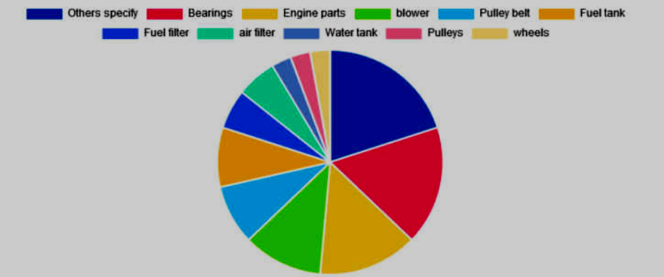 Others specify Bearings Engine parts blower Pulley belt Fuel tank
Fuel filter air filter Water tank Pulleys wheels